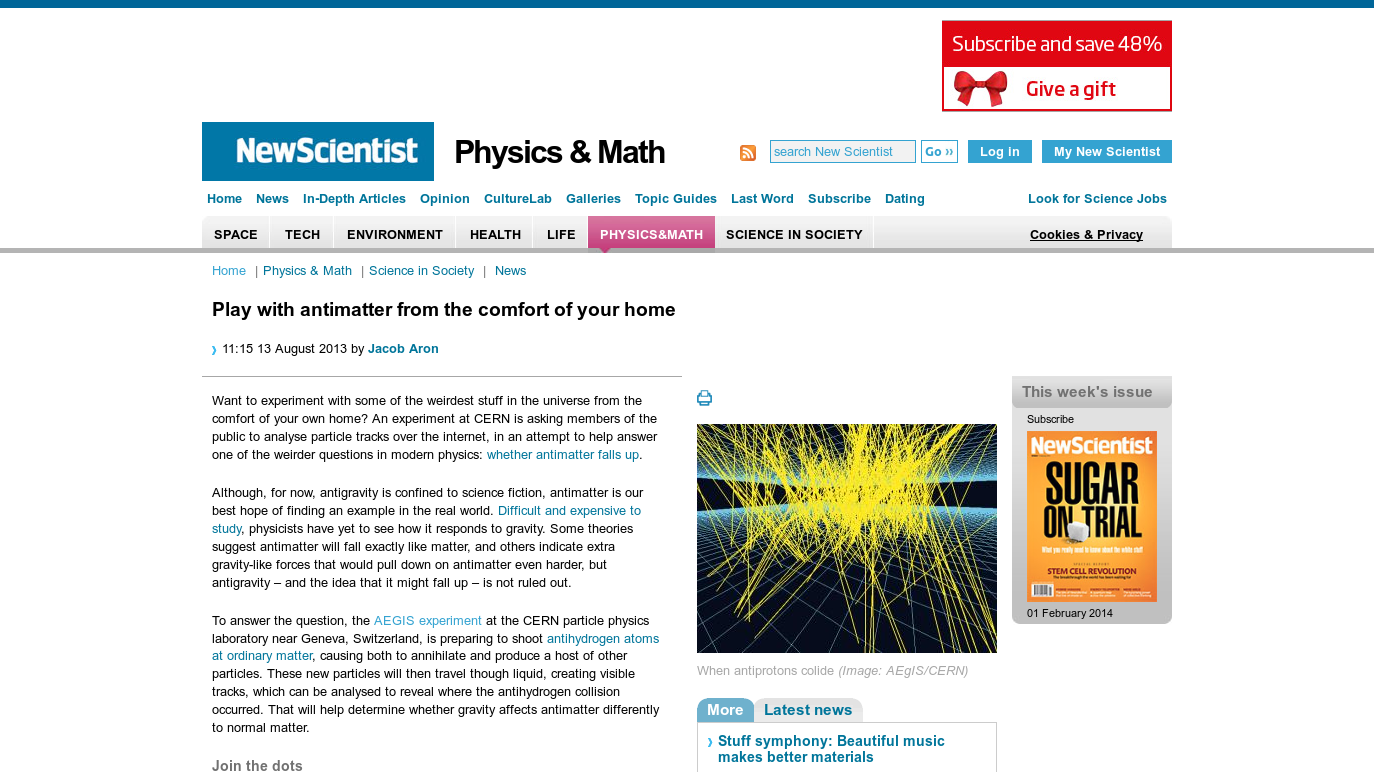 Subscribe and save 48%
Give a gift
NewScientist
Physics & Math
search New Scientist
Go ››
Log in
My New Scientist
Home News In-Depth Articles Opinion CultureLab Galleries Topic Guides Last Word Subscribe Dating Look for Science Jobs
SPACE TECH ENVIRONMENT HEALTH LIFE PHYSICS&MATH SCIENCE IN SOCIETY Cookies & Privacy
Home | Physics & Math | Science in Society | News
Play with antimatter from the comfort of your home
11:15 13 August 2013 by Jacob Aron
Want to experiment with some of the weirdest stuff in the universe from the
comfort of your own home? An experiment at CERN is asking members of the
public to analyse particle tracks over the internet, in an attempt to help answer
one of the weirder questions in modern physics: whether antimatter falls up.
Although, for now, antigravity is confined to science fiction, antimatter is our
best hope of finding an example in the real world. Difficult and expensive to
study, physicists have yet to see how it responds to gravity. Some theories
suggest antimatter will fall exactly like matter, and others indicate extra
gravity-like forces that would pull down on antimatter even harder, but
antigravity – and the idea that it might fall up – is not ruled out.
To answer the question, the AEGIS experiment at the CERN particle physics
laboratory near Geneva, Switzerland, is preparing to shoot antihydrogen atoms
at ordinary matter, causing both to annihilate and produce a host of other
particles. These new particles will then travel though liquid, creating visible
tracks, which can be analysed to reveal where the antihydrogen collision
occurred. That will help determine whether gravity affects antimatter differently
to normal matter.
Join the dots
When antiprotons colide (Image: AEgIS/CERN)
More
Latest news
Stuff symphony: Beautiful music
makes better materials
This week's issue
Subscribe
NewScientist
SUGAR
ON TRIAL
What you really need to know about the white stuff
SPECIAL REPORT
STEM CELL REVOLUTION
The breakthrough the world has been waiting for
01 February 2014